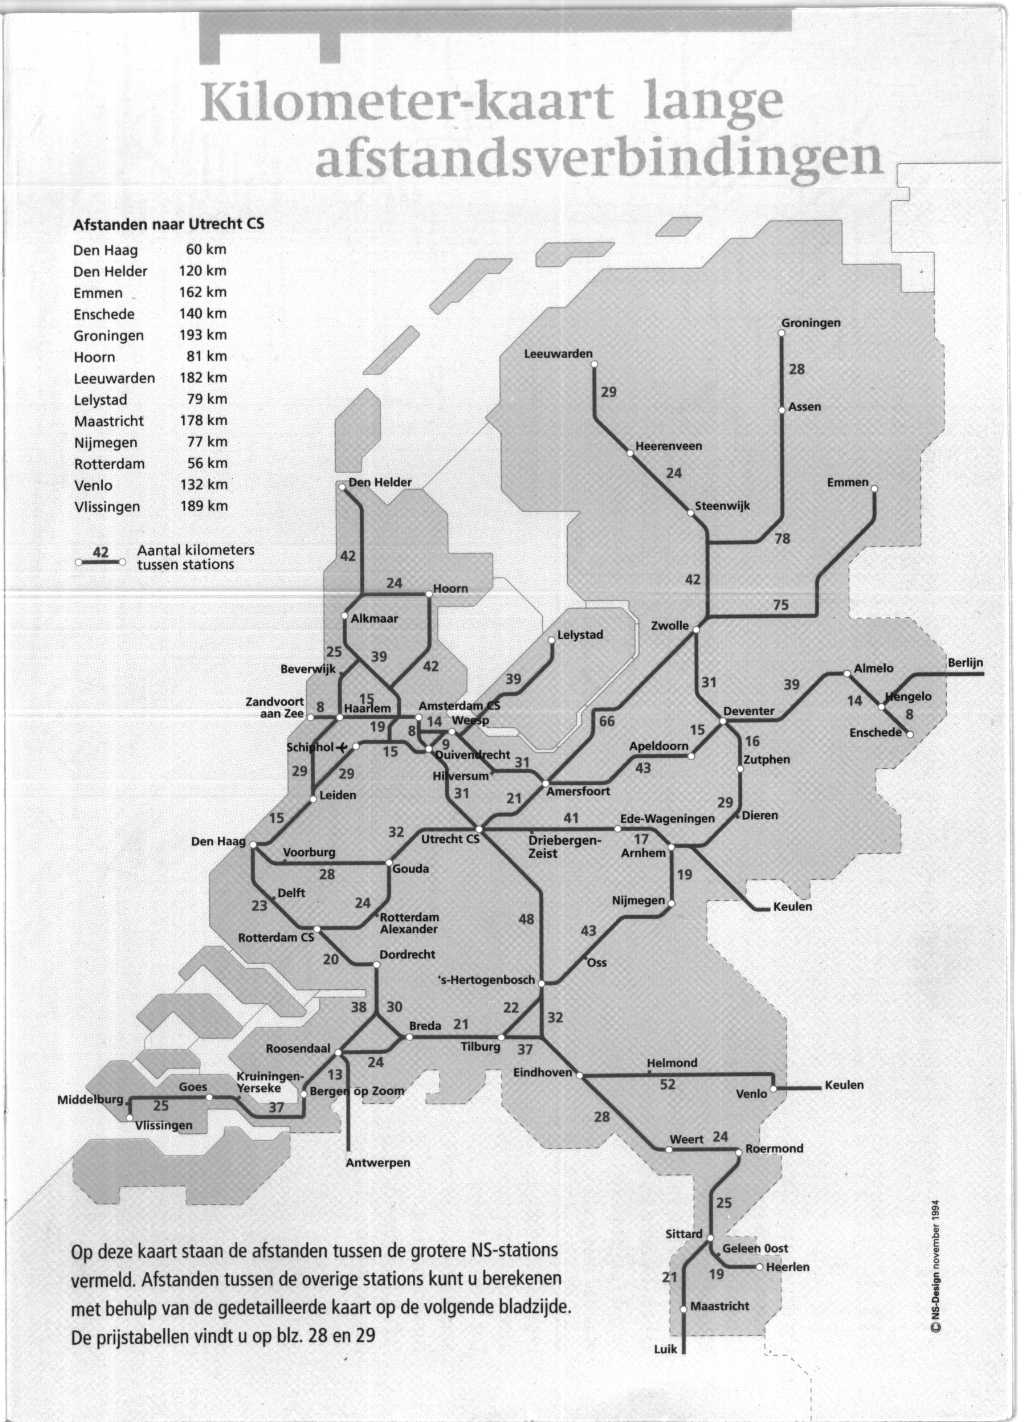 Kilometer-kaart lange
afstandsverbindingen
Afstanden naar Utrecht CS
Den Haag 60 km
Den Helder 120 km
Emmen 162 km
Enschede 140 km
Groningen 193 km
Hoorn 81 km
Leeuwarden 182 km
Lelystad 79 km
Maastricht 178 km
Nijmegen 77 km
Rotterdam 56 km
Venlo 132 km
Vlissingen 189 km
42 Aantal kilometers
tussen stations
Groningen
Leeuwarden
28
29
Assen
Heerenveen
24
Emmen
Den Helder
Steenwijk
78
42
24
42
Hoorn
75
Alkmaar
Zwolle
Lelystad
25
39
42
Beverwijk
39
31
39
Almelo
Berlijn
Zandvoort
aan Zee
8
15
Haarlem
Amsterdam CS
14
Weesp
66
Deventer
14
Hengelo
8
Enschede
19
8
9
15
16
Schiphol
15
Duivendrecht
Apeldoorn
43
Zutphen
29
29
Hilversum
31
31
21
Amersfoort
29
Leiden
15
Dieren
Den Haag
32
Utrecht CS
41
Ede-Wageningen
Driebergen-
Zeist
17
Arnhem
Voorburg
28
Gouda
19
Delft
23
24
Rotterdam
Alexander
48
Nijmegen
Keulen
Rotterdam CS
43
20
Dordrecht
Oss
's-Hertogenbosch
38
30
22
32
Breda
21
Tilburg
37
Roosendaal
24
13
Eindhoven
Helmond
52
Venlo
Keulen
Kruiningen-
Yerseke
Goes
Bergen op Zoom
Middelburg
25
37
Vlissingen
28
Antwerpen
Weert 24
Roermond
25
Sittard
Geleen Oost
19
Heerlen
21
Maastricht
Luik
Op deze kaart staan de afstanden tussen de grotere NS-stations
vermeld. Afstanden tussen de overige stations kunt u berekenen
met behulp van de gedetailleerde kaart op de volgende bladzijde.
De prijstabellen vindt u op blz. 28 en 29
© NS-Design november 1994